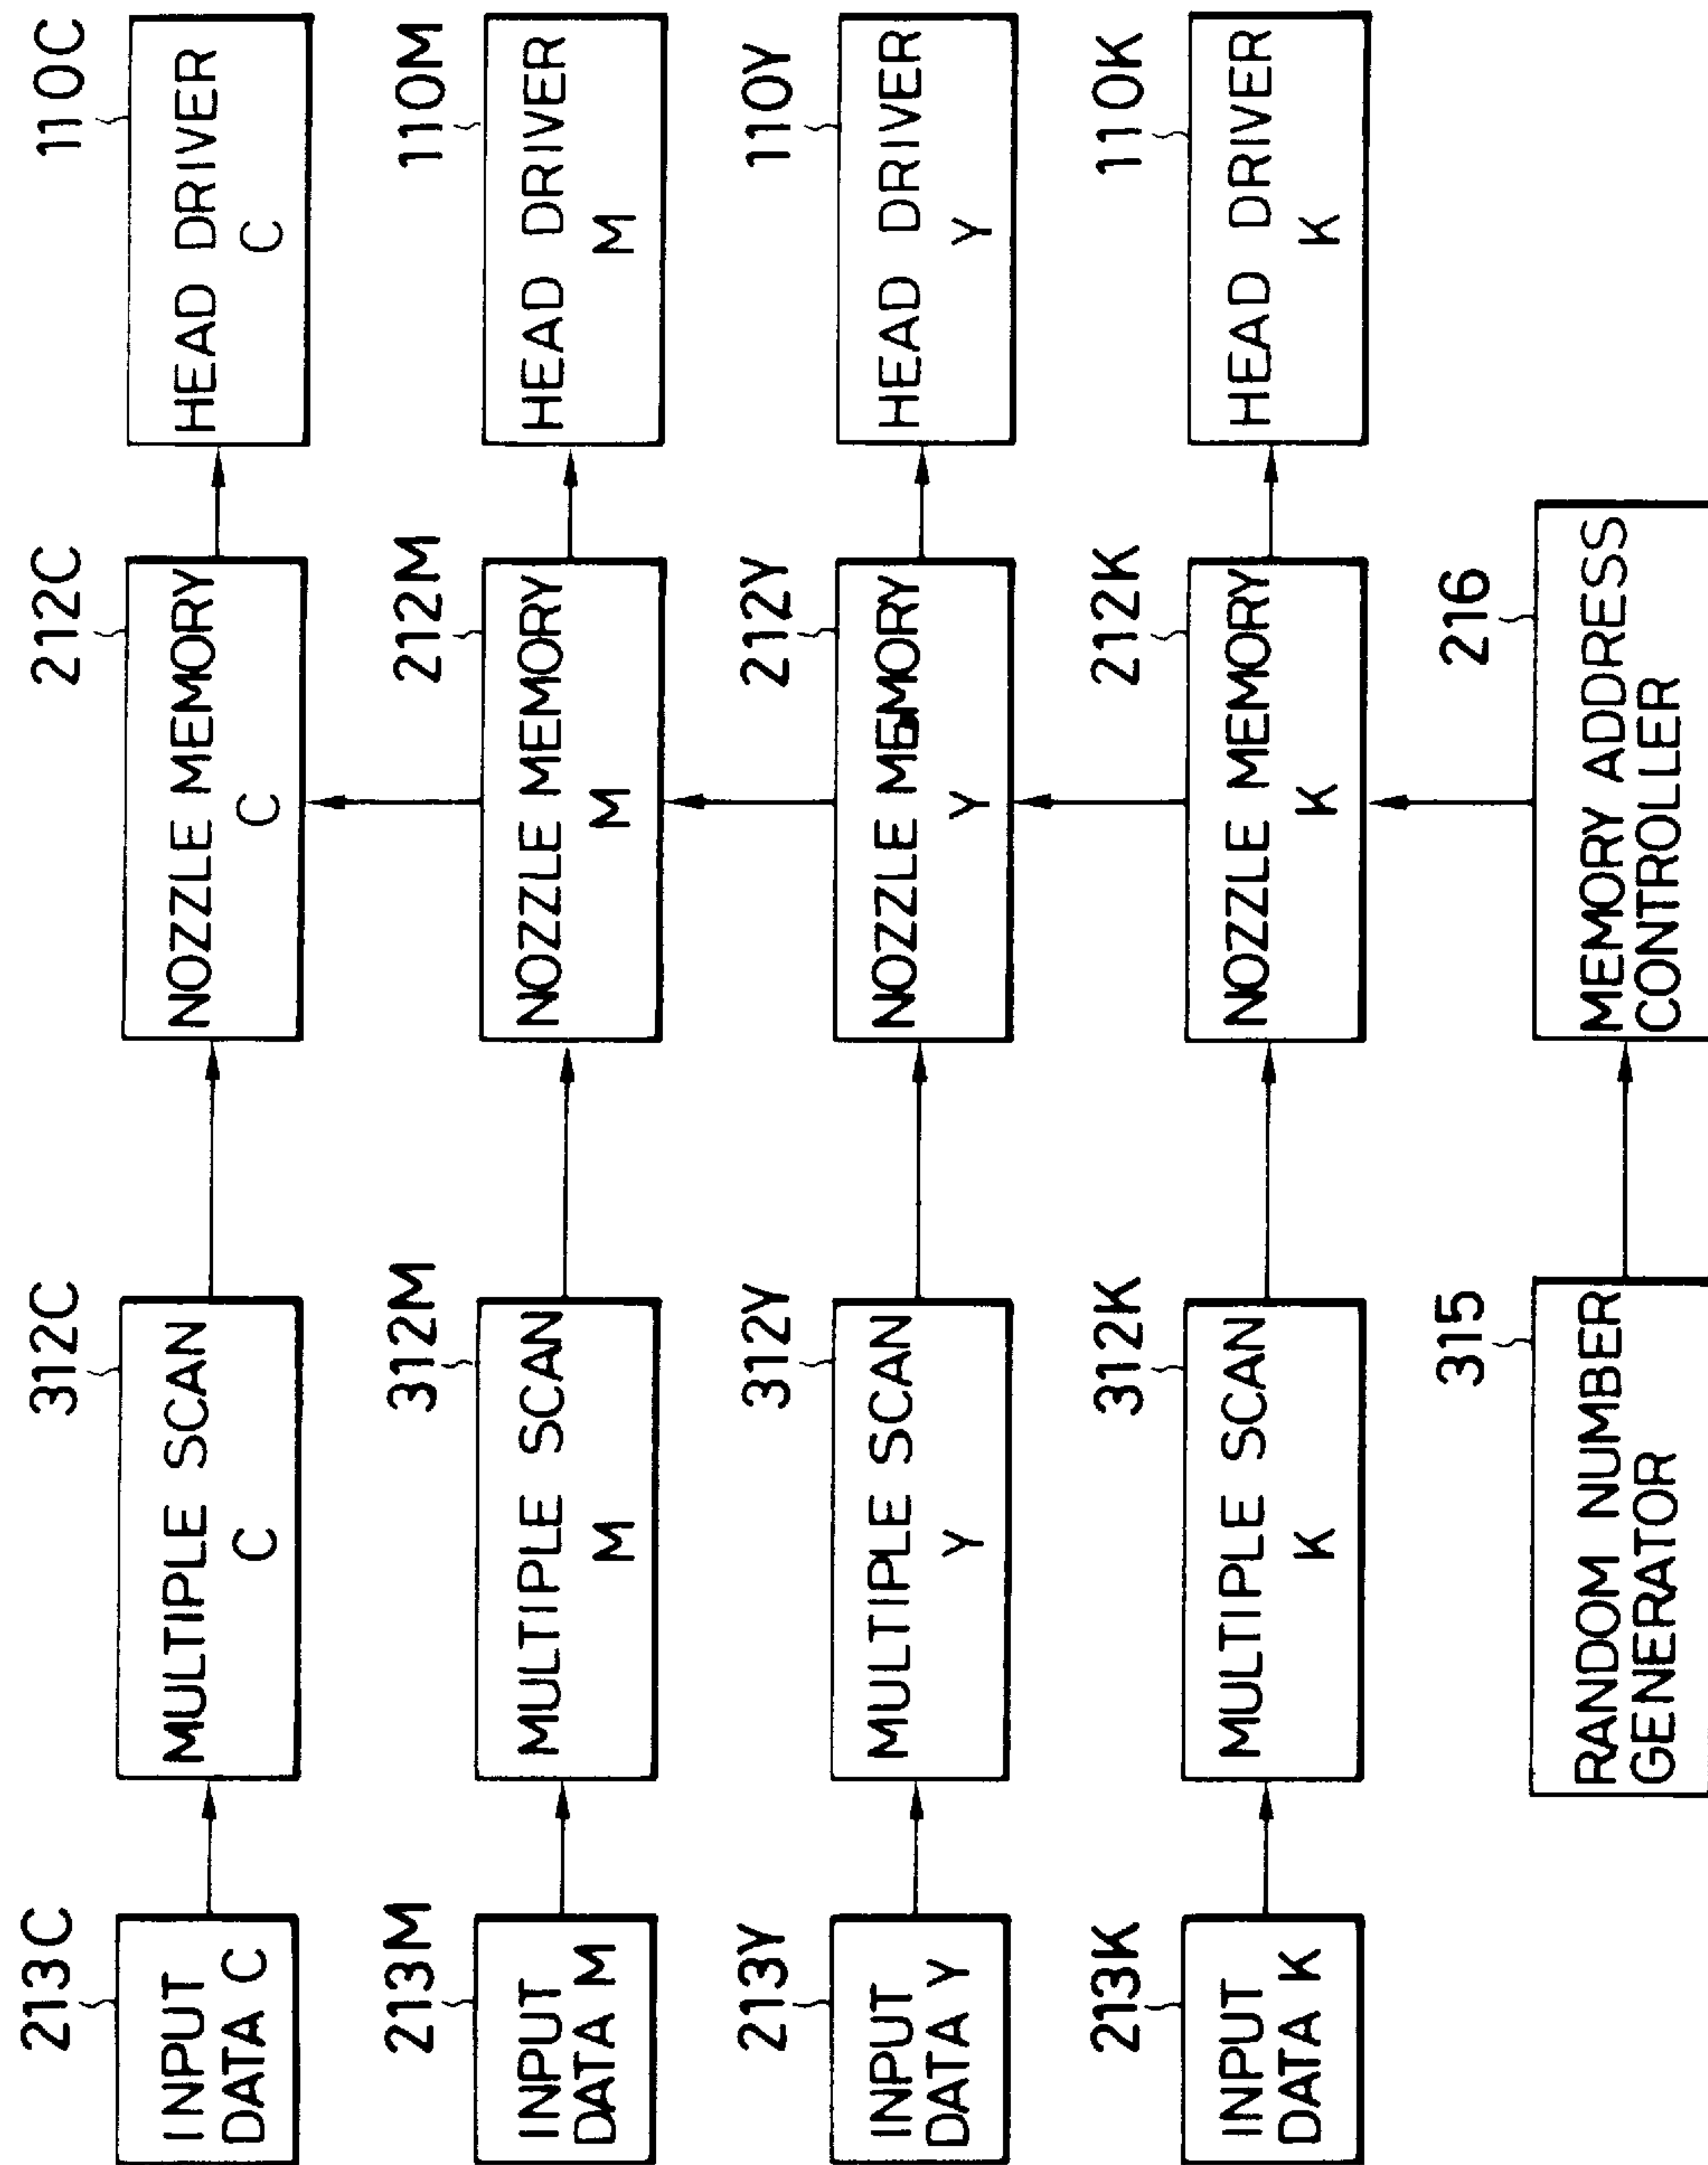 213C
312C
212C
110C
INPUT
DATA C
MULTIPLE SCAN
C
NOZZLE MEMORY
C
HEAD DRIVER
C
213M
312M
212M
110M
INPUT
DATA M
MULTIPLE SCAN
M
NOZZLE MEMORY
M
HEAD DRIVER
M
213Y
312Y
212Y
110Y
INPUT
DATA Y
MULTIPLE SCAN
Y
NOZZLE MEMORY
Y
HEAD DRIVER
Y
213K
312K
212K
110K
INPUT
DATA K
MULTIPLE SCAN
K
NOZZLE MEMORY
K
HEAD DRIVER
K
315
216
RANDOM NUMBER
GENERATOR
MEMORY ADDRESS
CONTROLLER